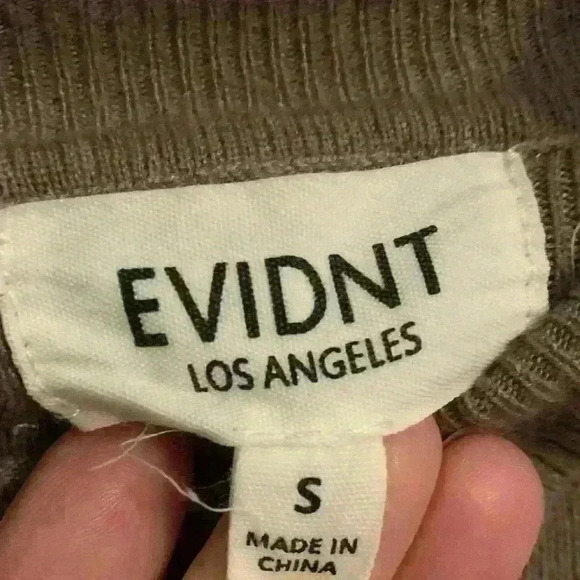 EVIDNT
LOS ANGELES
S
MADE IN
CHINA